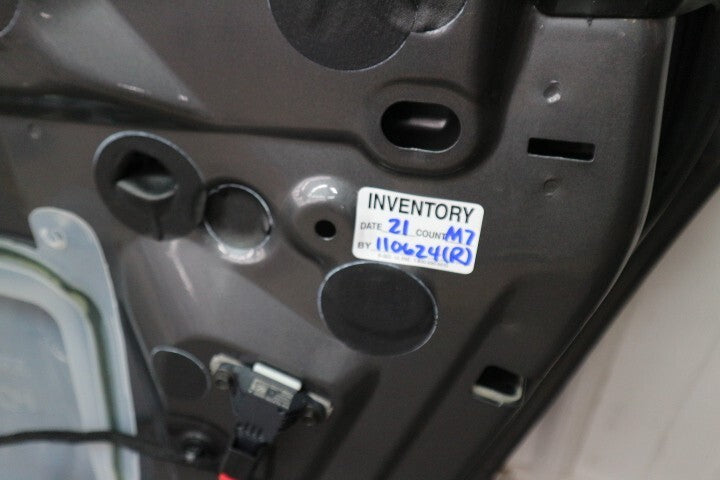 INVENTORY
DATE 21 COUNT M7
BY 110624(R)